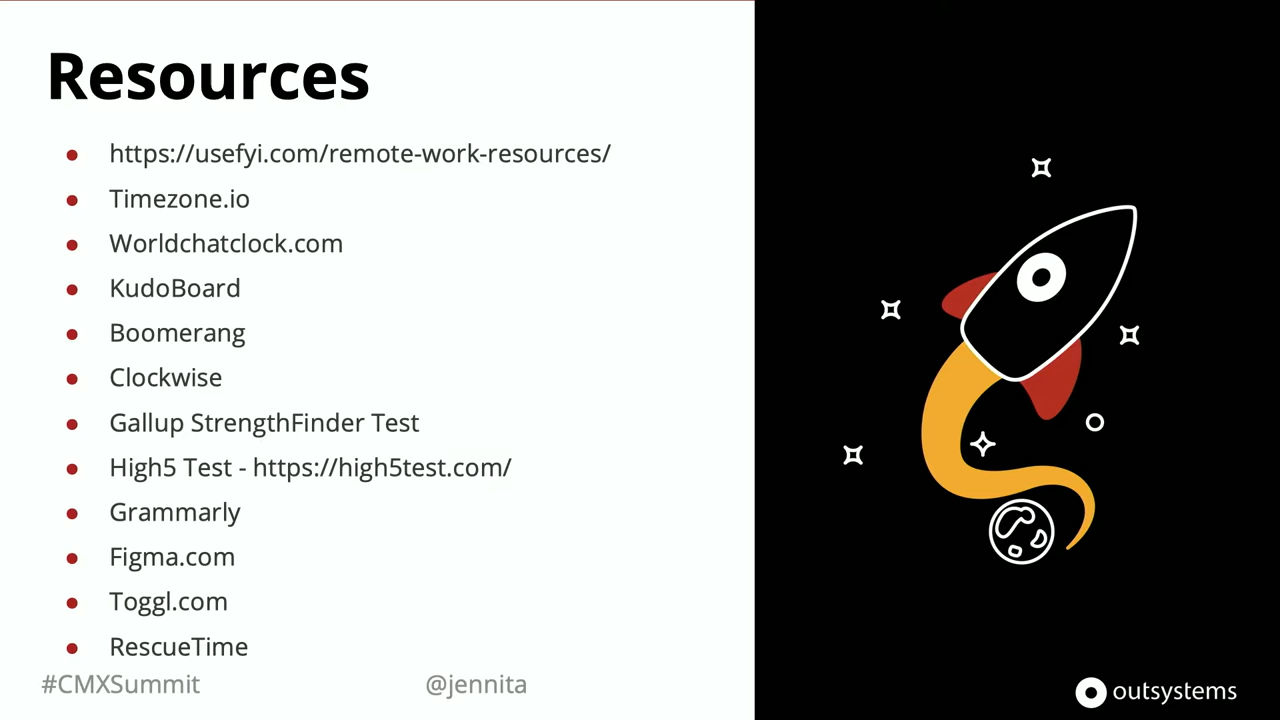 Resources
https://usefyi.com/remote-work-resources/
Timezone.io
Worldchatclock.com
KudoBoard
Boomerang
Clockwise
Gallup StrengthFinder Test
High5 Test - https://high5test.com/
Grammarly
Figma.com
Toggl.com
RescueTime
#CMXSummit @jennita
outsystems